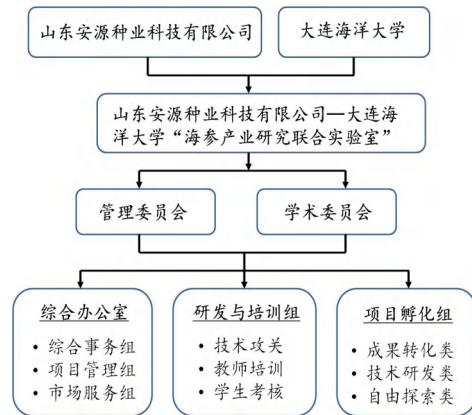 山东安源种业科技有限公司
大连海洋大学
山东安源种业科技有限公司—大连海
洋大学“海参产业研究联合实验室”
管理委员会
学术委员会
综合办公室
• 综合事务组
• 项目管理组
• 市场服务组
研发与培训组
• 技术攻关
• 教师培训
• 学生考核
项目孵化组
• 成果转化类
• 技术研发类
• 自由探索类